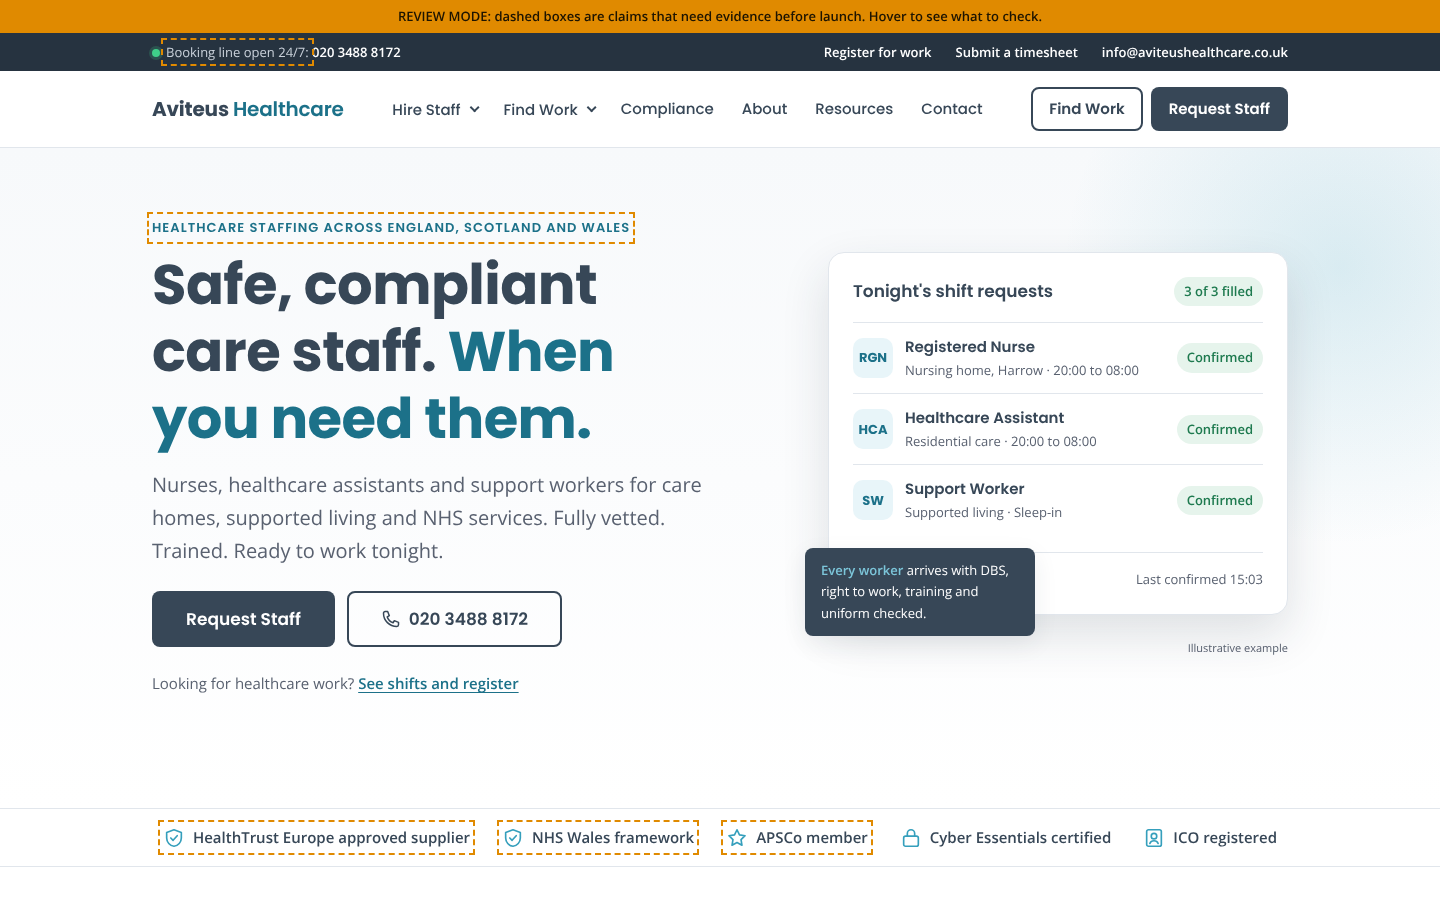 REVIEW MODE: dashed boxes are claims that need evidence before launch. Hover to see what to check.
Booking line open 24/7: 020 3488 8172
Register for work
Submit a timesheet
info@aviteushealthcare.co.uk
Aviteus Healthcare
Hire Staff
Find Work
Compliance
About
Resources
Contact
Find Work
Request Staff
HEALTHCARE STAFFING ACROSS ENGLAND, SCOTLAND AND WALES
Safe, compliant
care staff. When
you need them.
Nurses, healthcare assistants and support workers for care
homes, supported living and NHS services. Fully vetted.
Trained. Ready to work tonight.
Request Staff
020 3488 8172
Looking for healthcare work? See shifts and register
Tonight's shift requests
3 of 3 filled
RGN
Registered Nurse
Nursing home, Harrow · 20:00 to 08:00
Confirmed
HCA
Healthcare Assistant
Residential care · 20:00 to 08:00
Confirmed
SW
Support Worker
Supported living · Sleep-in
Confirmed
Every worker arrives with DBS,
right to work, training and
uniform checked.
Last confirmed 15:03
Illustrative example
HealthTrust Europe approved supplier
NHS Wales framework
APSCo member
Cyber Essentials certified
ICO registered